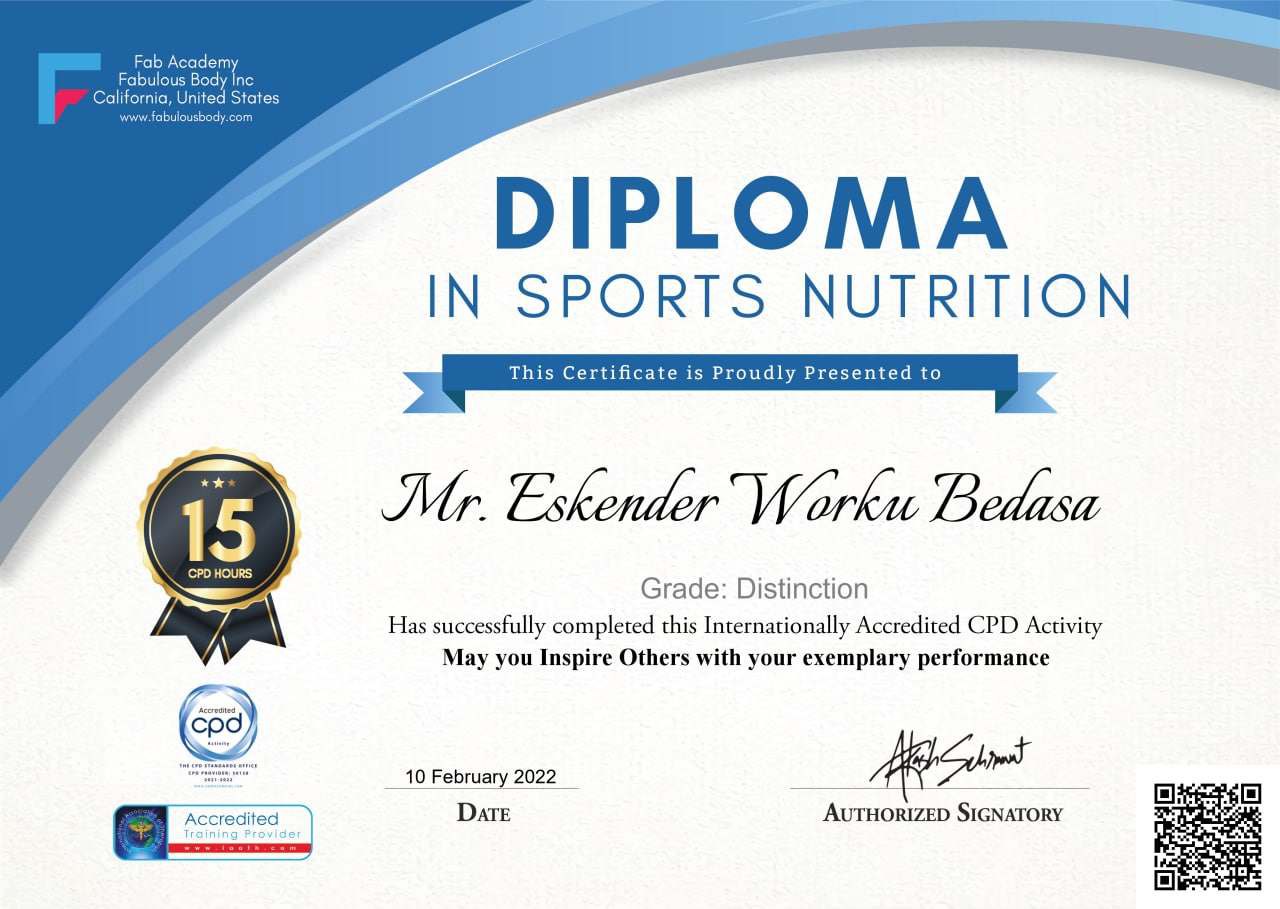 Fab Academy
Fabulous Body Inc
California, United States
www.fabulousbody.com
DIPLOMA
IN SPORTS NUTRITION
This Certificate is Proudly Presented to
Mr. Eskender Worku Bedasa
15
CPD HOURS
Grade: Distinction
Has successfully completed this Internationally Accredited CPD Activity
May you Inspire Others with your exemplary performance
Accredited
cpd
Activity
THE CPD STANDARDS OFFICE
CPD PROVIDER: 50138
2021-2022
10 February 2022
DATE
AUTHORIZED SIGNATORY
Accredited
Training Provider
www.iaoth.com